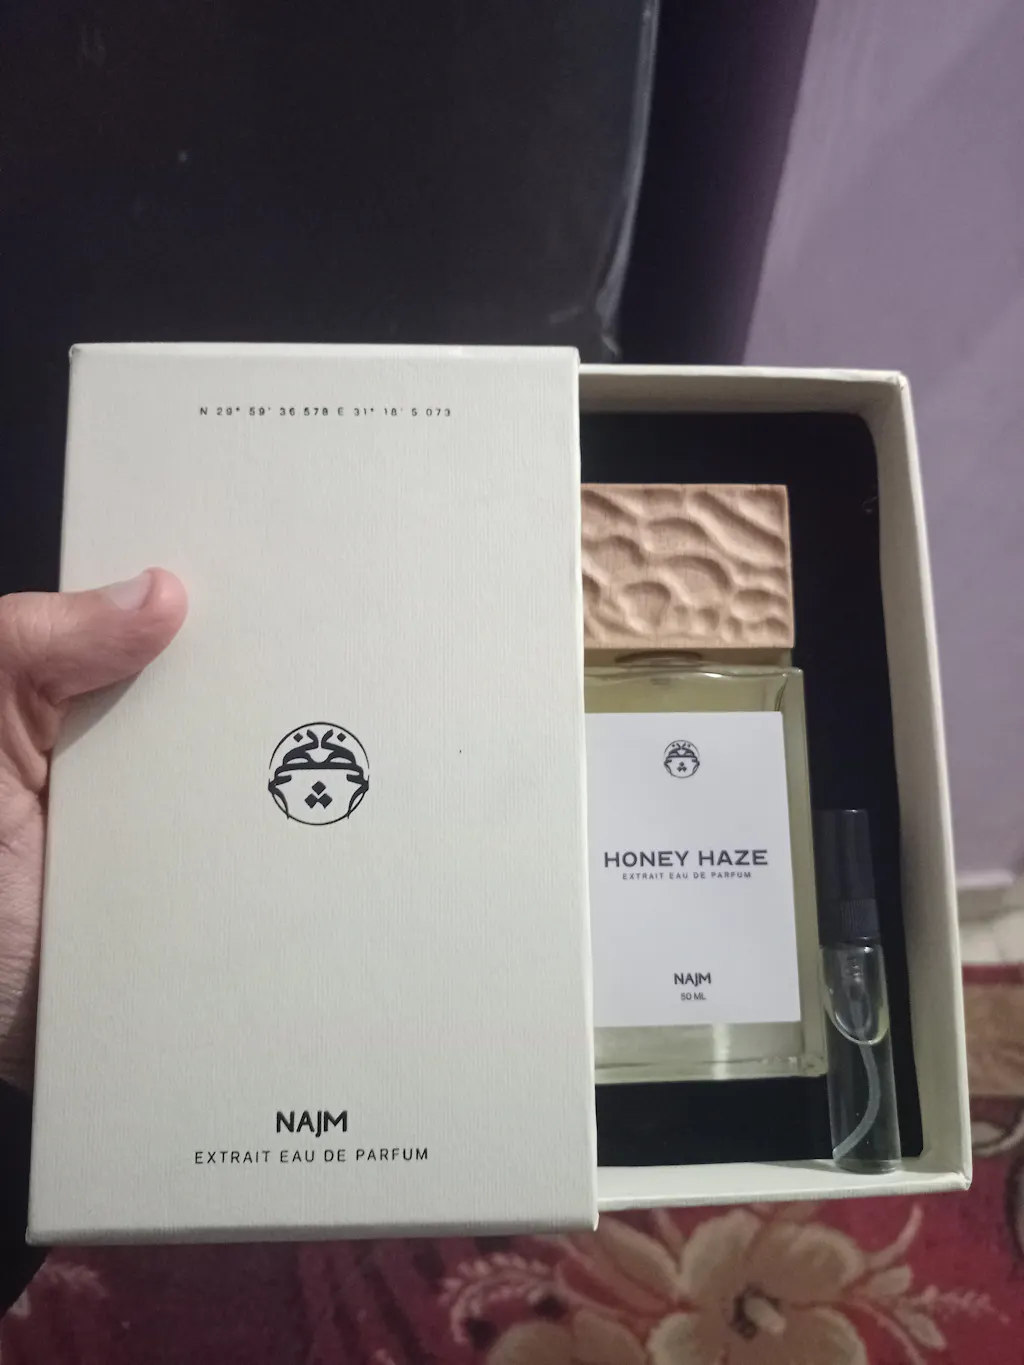 N 29° 59' 36 578 E 31° 18' 5 073
NAJM
EXTRAIT EAU DE PARFUM
HONEY HAZE
EXTRAIT EAU DE PARFUM
NAJM
50 ML